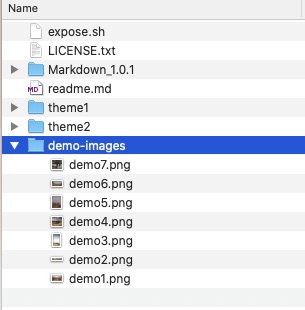 Name
expose.sh
LICENSE.txt
Markdown_1.0.1
MD readme.md
theme1
theme2
demo-images
demo7.png
demo6.png
demo5.png
demo4.png
demo3.png
demo2.png
demo1.png